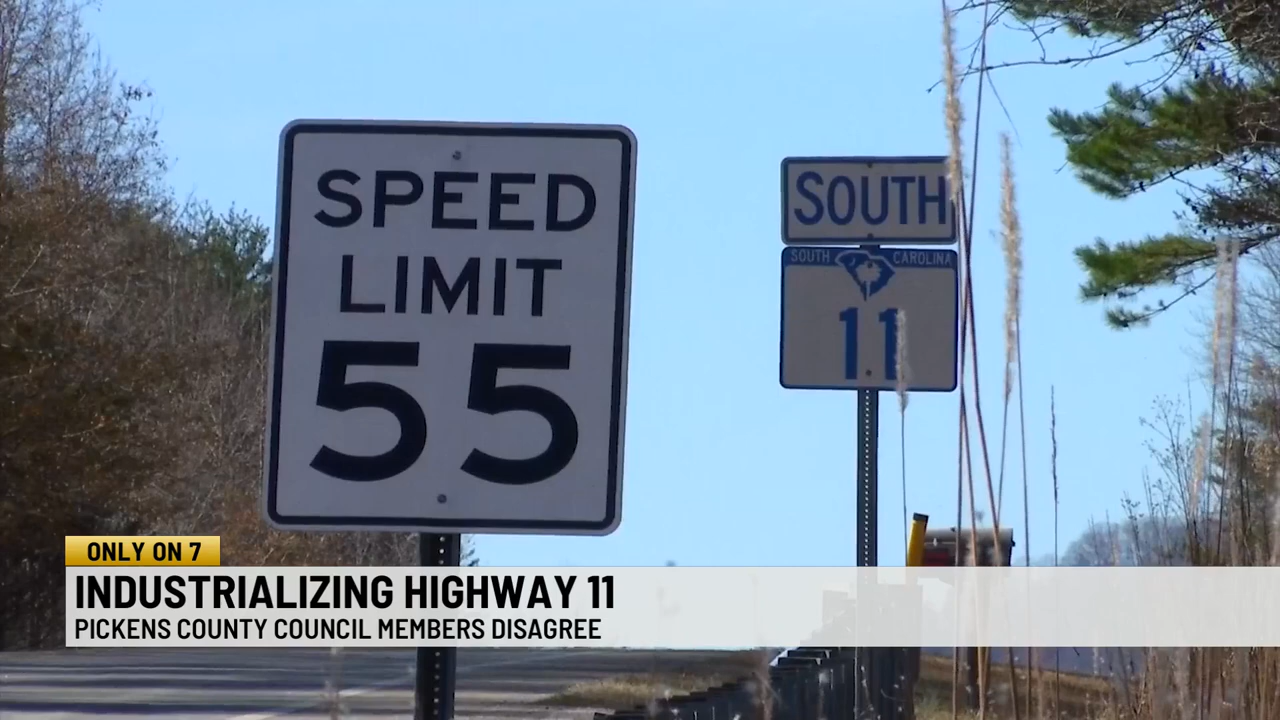 SPEED
LIMIT
55
SOUTH
SOUTH CAROLINA
11
ONLY ON 7
INDUSTRIALIZING HIGHWAY 11
PICKENS COUNTY COUNCIL MEMBERS DISAGREE